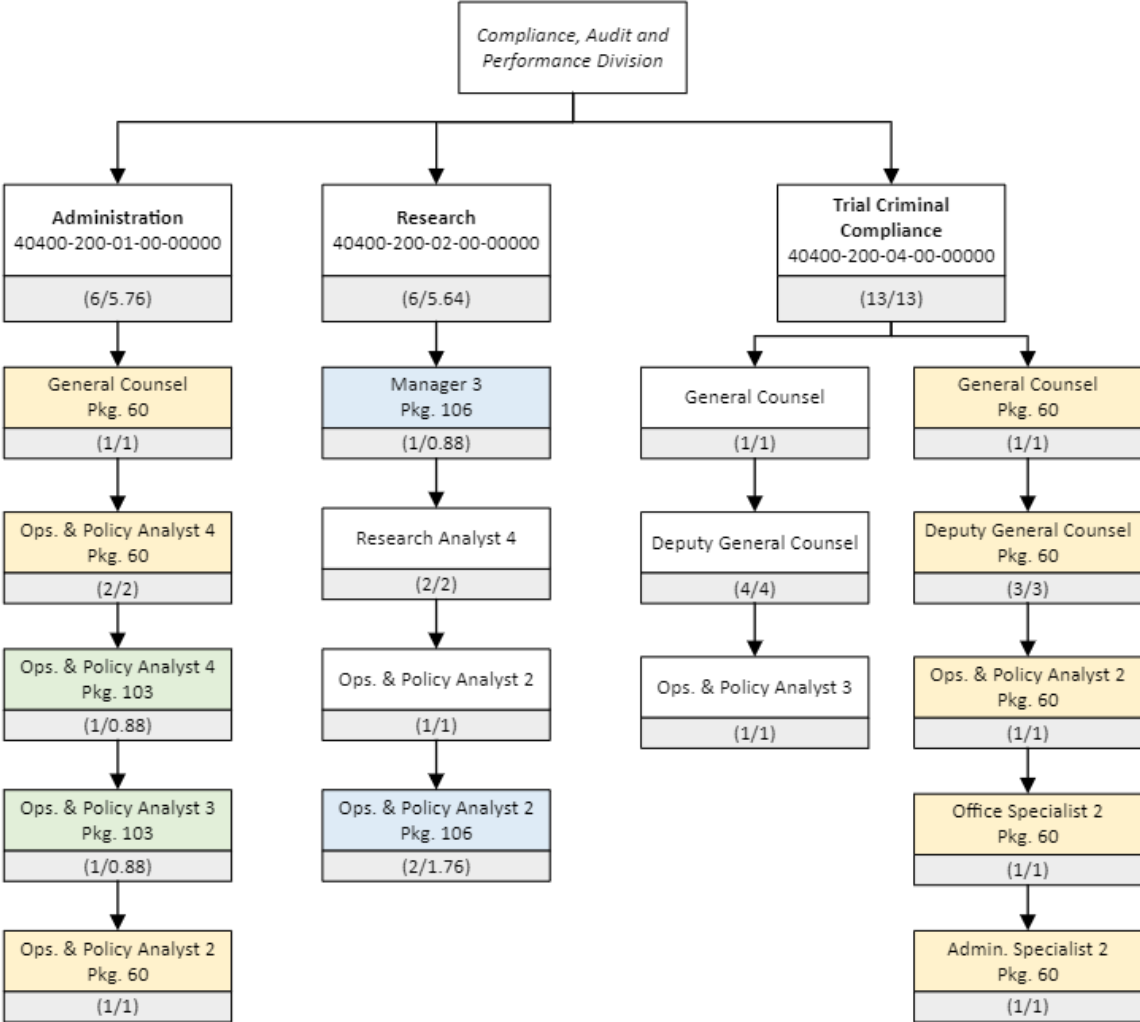 Compliance, Audit and
Performance Division
Administration
40400-200-01-00-00000
(6/5.76)
General Counsel
Pkg. 60
(1/1)
Ops. & Policy Analyst 4
Pkg. 60
(2/2)
Ops. & Policy Analyst 4
Pkg. 103
(1/0.88)
Ops. & Policy Analyst 3
Pkg. 103
(1/0.88)
Ops. & Policy Analyst 2
Pkg. 60
(1/1)
Research
40400-200-02-00-00000
(6/5.64)
Manager 3
Pkg. 106
(1/0.88)
Research Analyst 4
(2/2)
Ops. & Policy Analyst 2
(1/1)
Ops. & Policy Analyst 2
Pkg. 106
(2/1.76)
Trial Criminal
Compliance
40400-200-04-00-00000
(13/13)
General Counsel
(1/1)
Deputy General Counsel
(4/4)
Ops. & Policy Analyst 3
(1/1)
General Counsel
Pkg. 60
(1/1)
Deputy General Counsel
Pkg. 60
(3/3)
Ops. & Policy Analyst 2
Pkg. 60
(1/1)
Office Specialist 2
Pkg. 60
(1/1)
Admin. Specialist 2
Pkg. 60
(1/1)